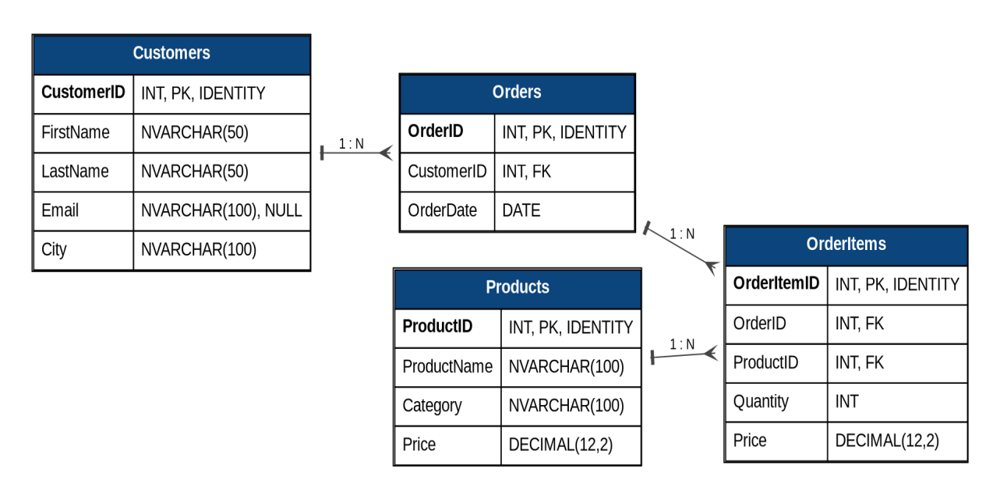 Customers
CustomerID INT, PK, IDENTITY
FirstName NVARCHAR(50)
LastName NVARCHAR(50)
Email NVARCHAR(100), NULL
City NVARCHAR(100)
1 : N
Orders
OrderID INT, PK, IDENTITY
CustomerID INT, FK
OrderDate DATE
1 : N
Products
ProductID INT, PK, IDENTITY
ProductName NVARCHAR(100)
Category NVARCHAR(100)
Price DECIMAL(12,2)
1 : N
OrderItems
OrderItemID INT, PK, IDENTITY
OrderID INT, FK
ProductID INT, FK
Quantity INT
Price DECIMAL(12,2)